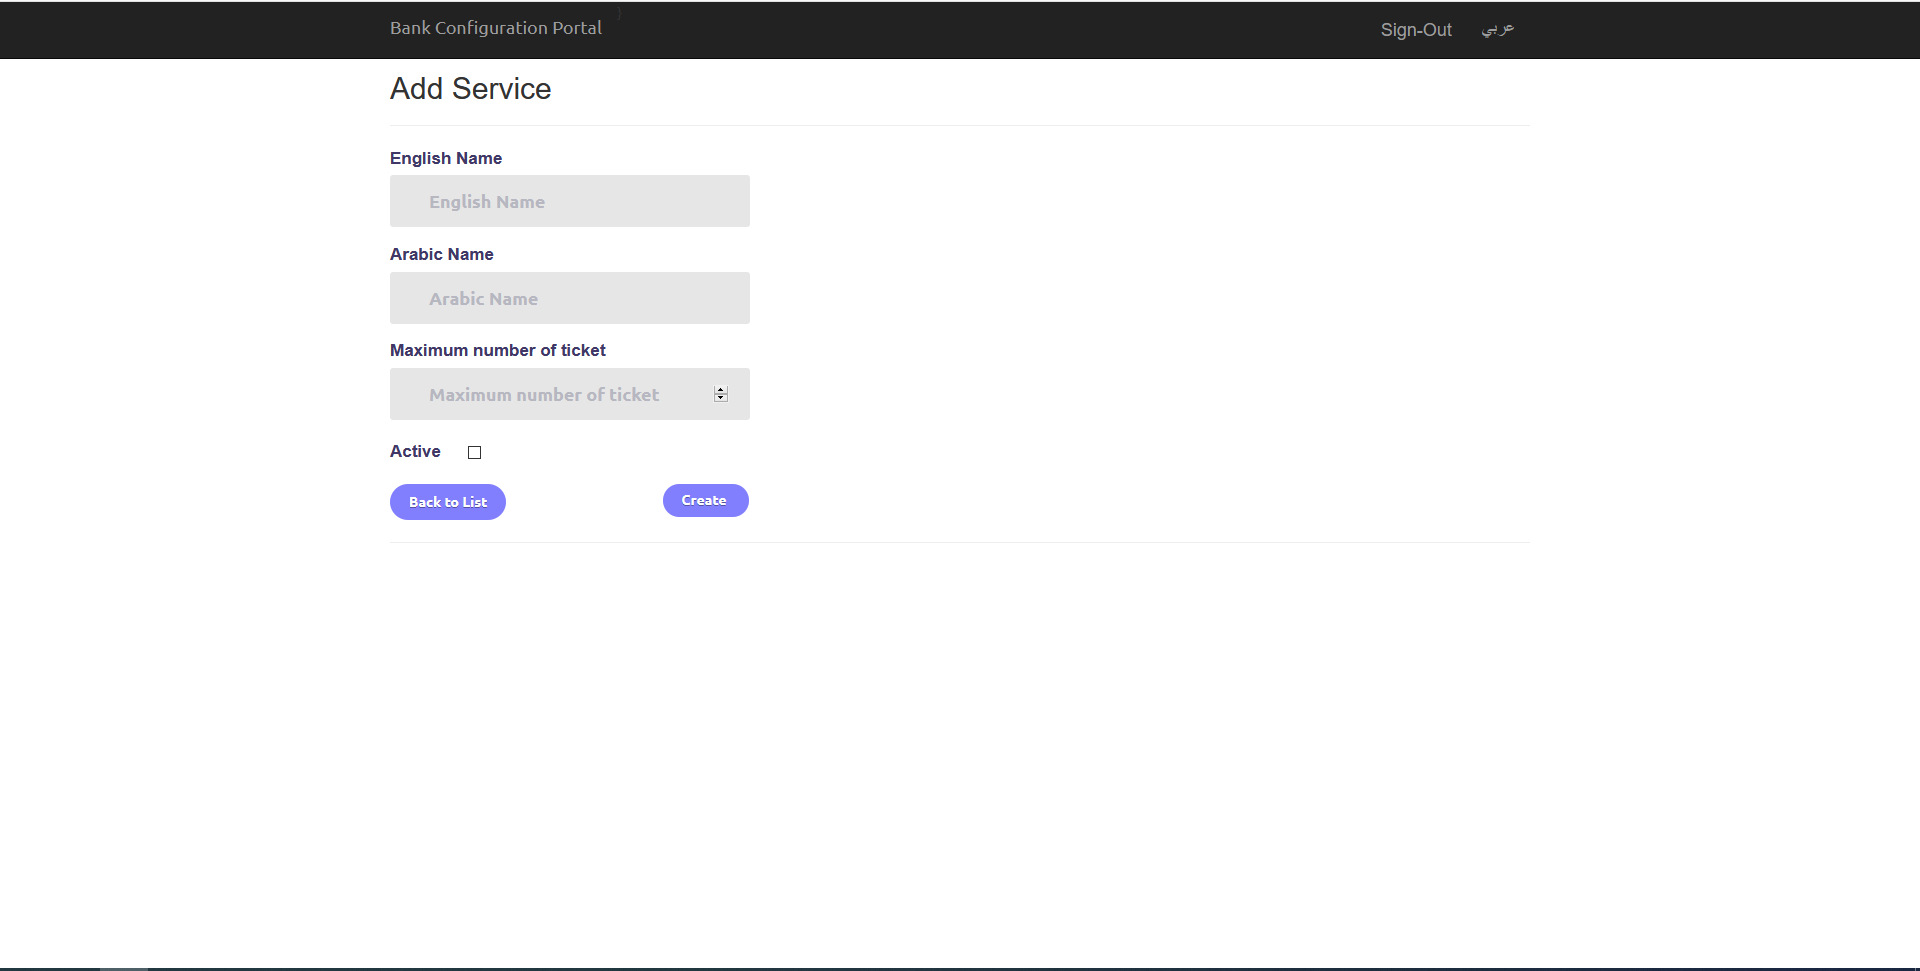 Bank Configuration Portal
Sign-Out
عربي
Add Service
English Name
English Name
Arabic Name
Arabic Name
Maximum number of ticket
Maximum number of ticket
Active
Back to List
Create